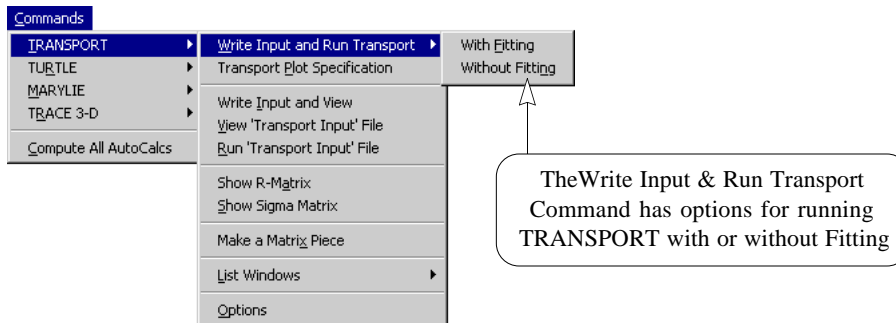 Commands
TRANSPORT
TURTLE
MARYLIE
TRACE 3-D
Compute All AutoCalcs
Write Input and Run Transport
Transport Plot Specification
Write Input and View
View 'Transport Input' File
Run 'Transport Input' File
Show R-Matrix
Show Sigma Matrix
Make a Matrix Piece
List Windows
Options
With Fitting
Without Fitting
TheWrite Input & Run Transport
Command has options for running
TRANSPORT with or without Fitting